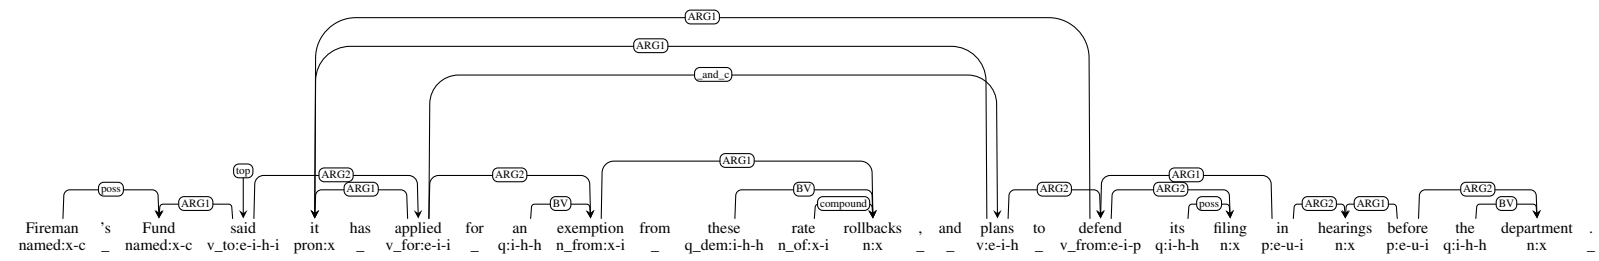 ARG1
ARG1
_and_c
ARG1
top
ARG2 ARG2 ARG1
poss ARG1 BV ARG2 ARG2 ARG2
ARG1 BV compound poss ARG2 ARG1 BV
Fireman 's Fund said it has applied for an exemption from these rate rollbacks , and plans to defend its filing in hearings before the department .
named:x-c _ named:x-c v_to:e-i-h-i pron:x _ v_for:e-i-i _ q:i-h-h n_from:x-i _ q_dem:i-h-h n_of:x-i n:x _ _ v:e-i-h _ v_from:e-i-p q:i-h-h n:x p:e-u-i n:x p:e-u-i q:i-h-h n:x _